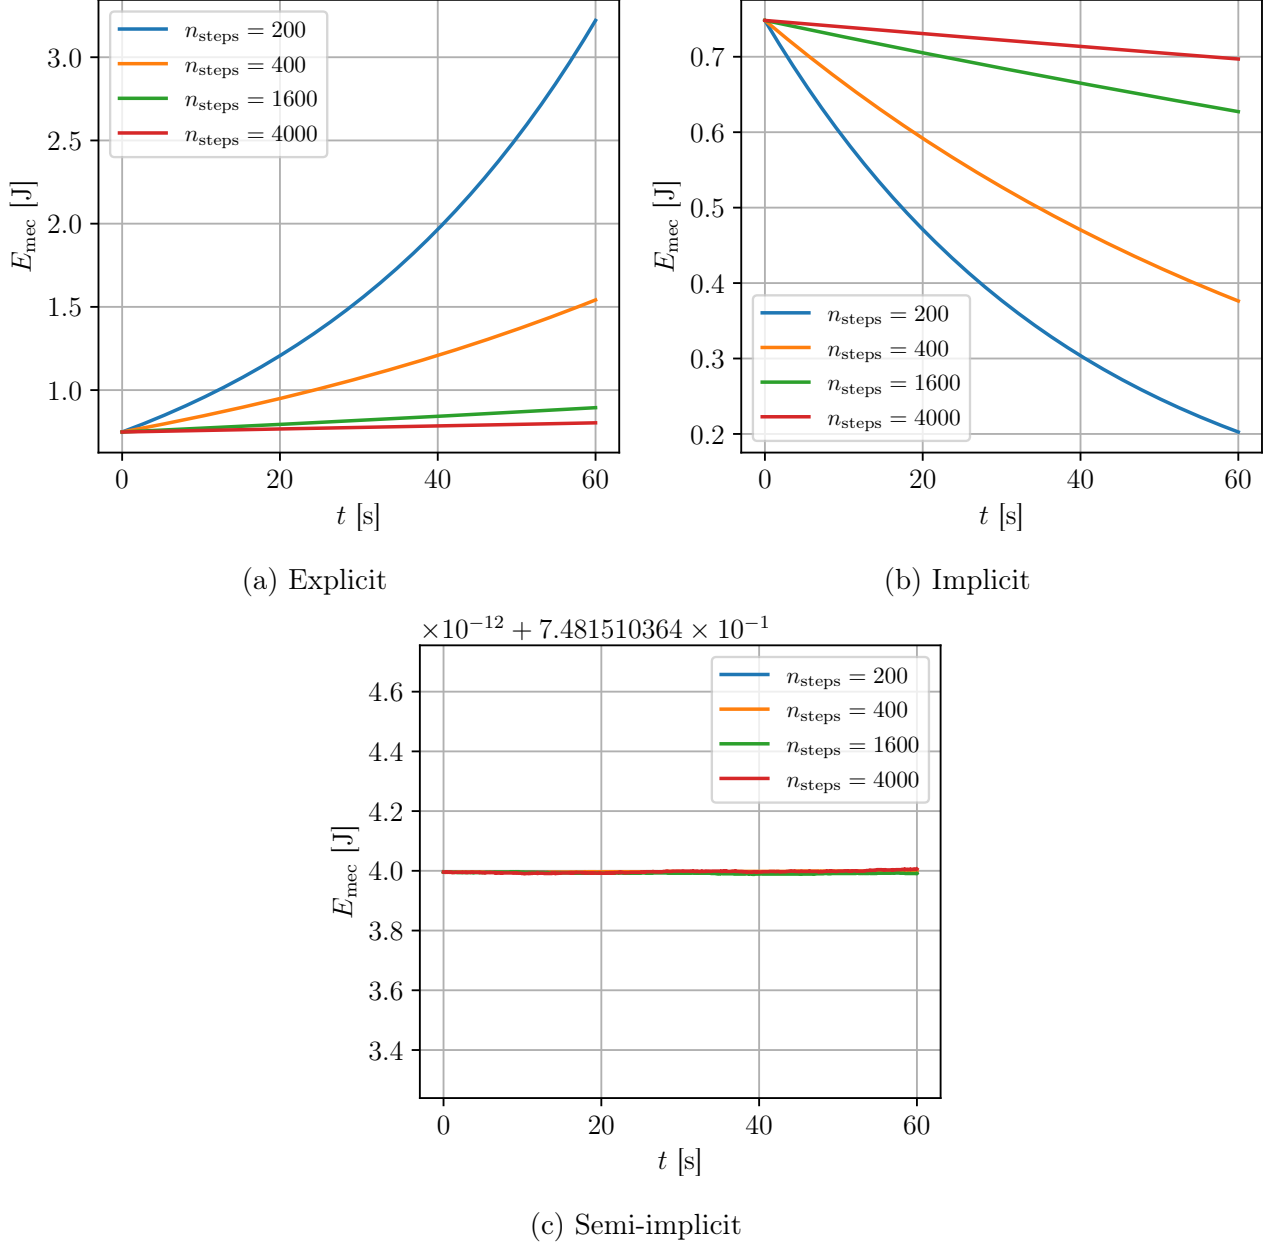 n_steps = 200
n_steps = 400
n_steps = 1600
n_steps = 4000
3.0
2.5
2.0
1.5
1.0
E_mec [J]
0 20 40 60
t [s]
(a) Explicit
0.7
0.6
0.5
0.4
0.3
0.2
E_mec [J]
n_steps = 200
n_steps = 400
n_steps = 1600
n_steps = 4000
0 20 40 60
t [s]
(b) Implicit
×10⁻¹² + 7.481510364 × 10⁻¹
n_steps = 200
n_steps = 400
n_steps = 1600
n_steps = 4000
4.6
4.4
4.2
4.0
3.8
3.6
3.4
E_mec [J]
0 20 40 60
t [s]
(c) Semi-implicit